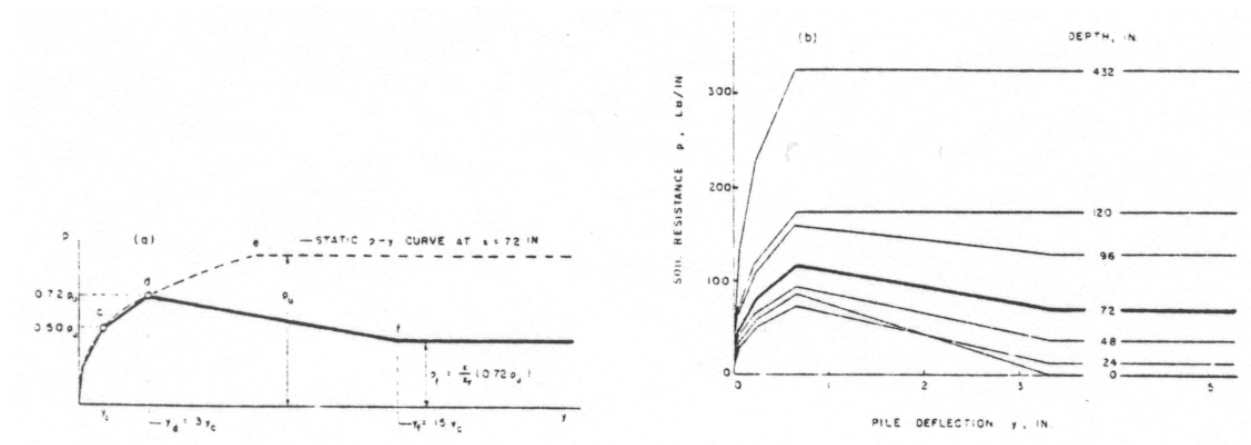 p
(a)
e
STATIC p-y CURVE AT x = 72 IN
d
0.72 pu
c
0.50 pu
pu
f
pf = x/xr (0.72 pu)
yc
yd = 3 yc
yf = 15 yc
y
(b)
DEPTH, IN.
SOIL RESISTANCE p, LB/IN
300
200
100
0
432
120
96
72
48
24
0
0
1
2
3
5
PILE DEFLECTION y, IN.